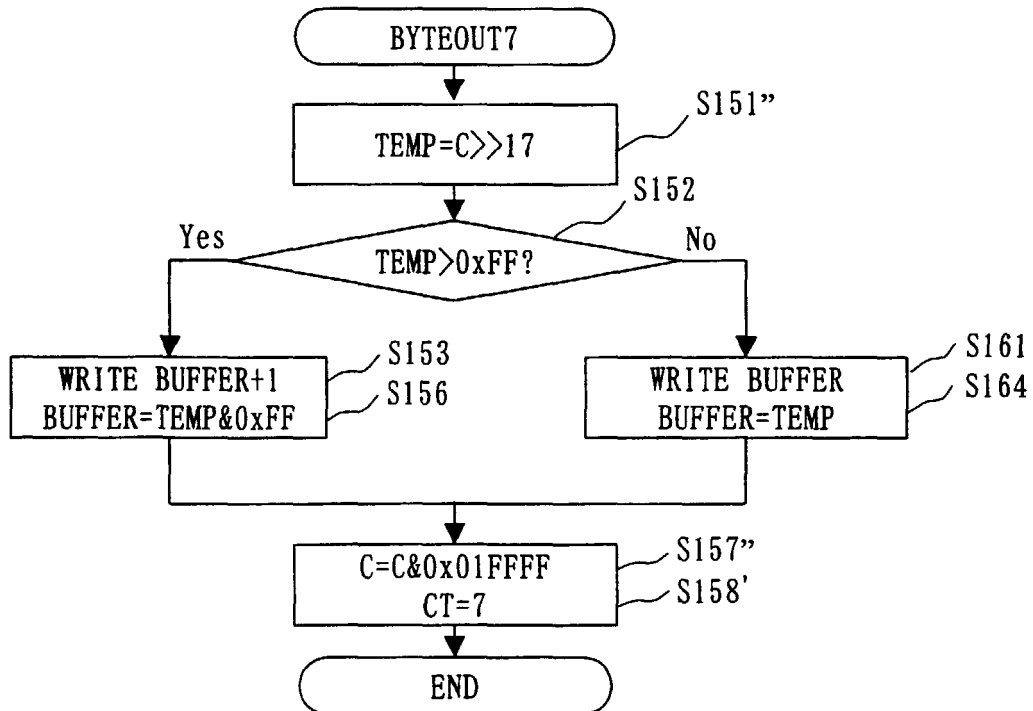 BYTEOUT7
S151”
TEMP=C>>17
S152
Yes
No
TEMP>0xFF?
WRITE BUFFER+1
S153
BUFFER=TEMP&0xFF
S156
WRITE BUFFER
S161
BUFFER=TEMP
S164
C=C&0x01FFFF
S157”
CT=7
S158'
END